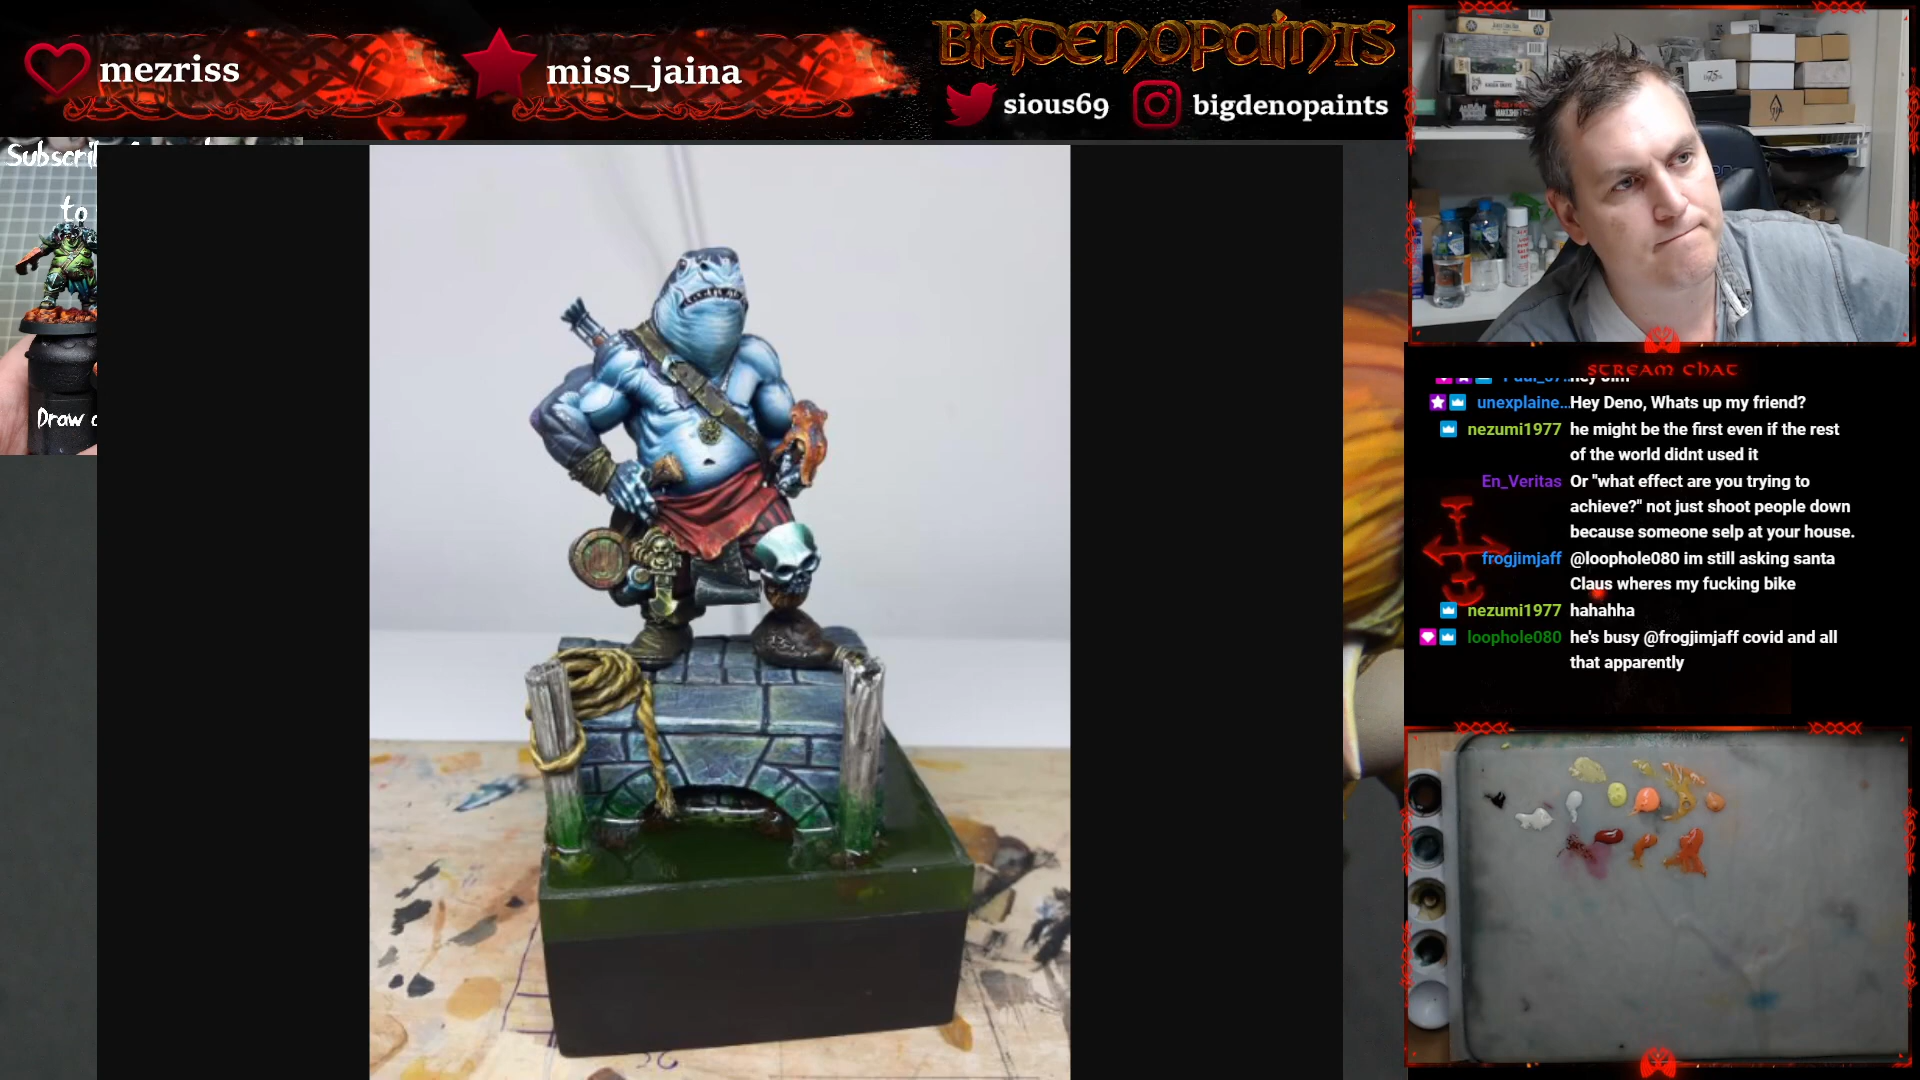 mezriss
miss_jaina
BIGDENOPAINTS
sious69
bigdenopaints
to
Draw
STREAM CHAT
unexplaine... Hey Deno, Whats up my friend?
nezumi1977 he might be the first even if the rest
of the world didnt used it
En_Veritas Or "what effect are you trying to
achieve?" not just shoot people down
because someone selp at your house.
frogjimjaff @loophole080 im still asking santa
Claus wheres my fucking bike
nezumi1977 hahahha
loophole080 he's busy @frogjimjaff covid and all
that apparently